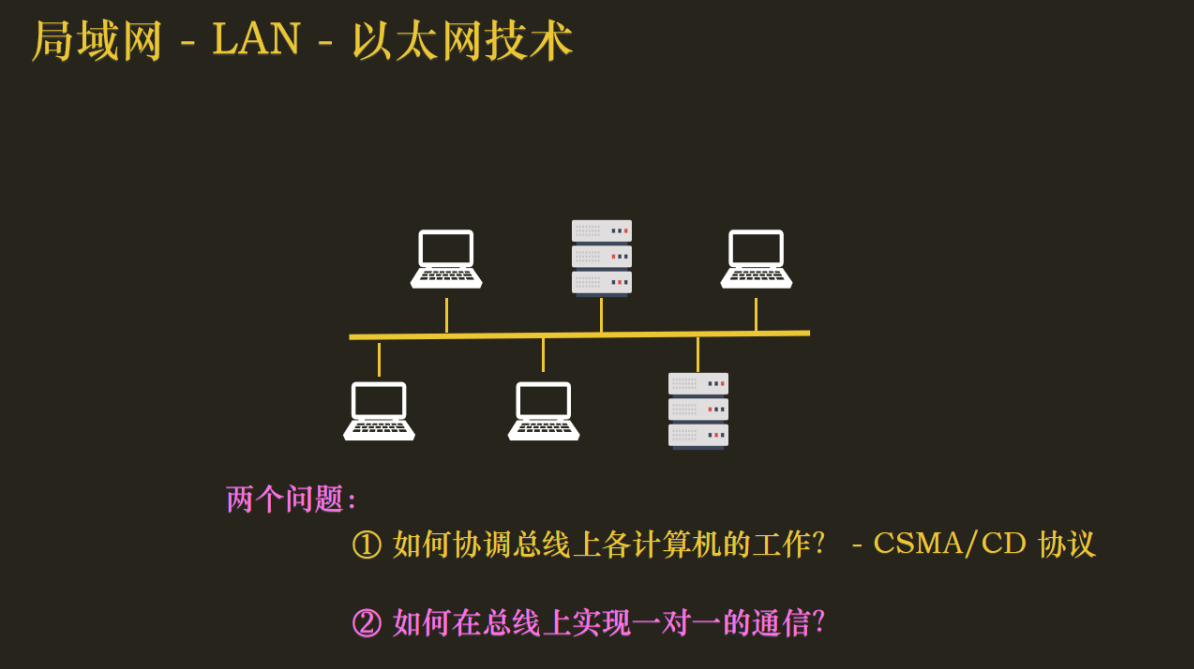 局域网 - LAN - 以太网技术
两个问题：
① 如何协调总线上各计算机的工作？ - CSMA/CD 协议
② 如何在总线上实现一对一的通信？